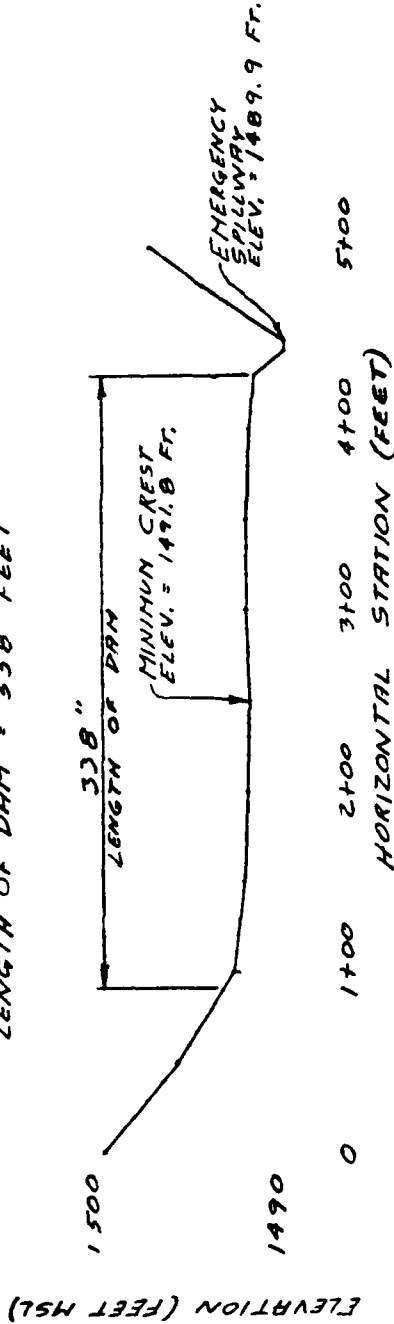 LENGTH OF DAM = 338 FEET
338"
LENGTH OF DAM
MINIMUM CREST
ELEV. = 1491.8 FT.
EMERGENCY
SPILLWAY
ELEV. = 1489.9 FT.
1500
1490
ELEVATION (FEET MSL)
0 1+00 2+00 3+00 4+00 5+00
HORIZONTAL STATION (FEET)